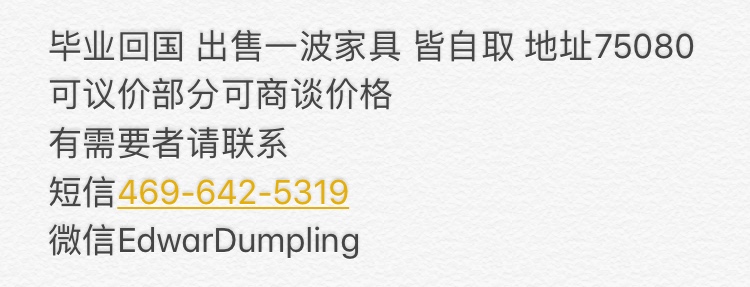 毕业回国 出售一波家具 皆自取 地址75080
可议价部分可商谈价格
有需要者请联系
短信469-642-5319
微信EdwarDumpling